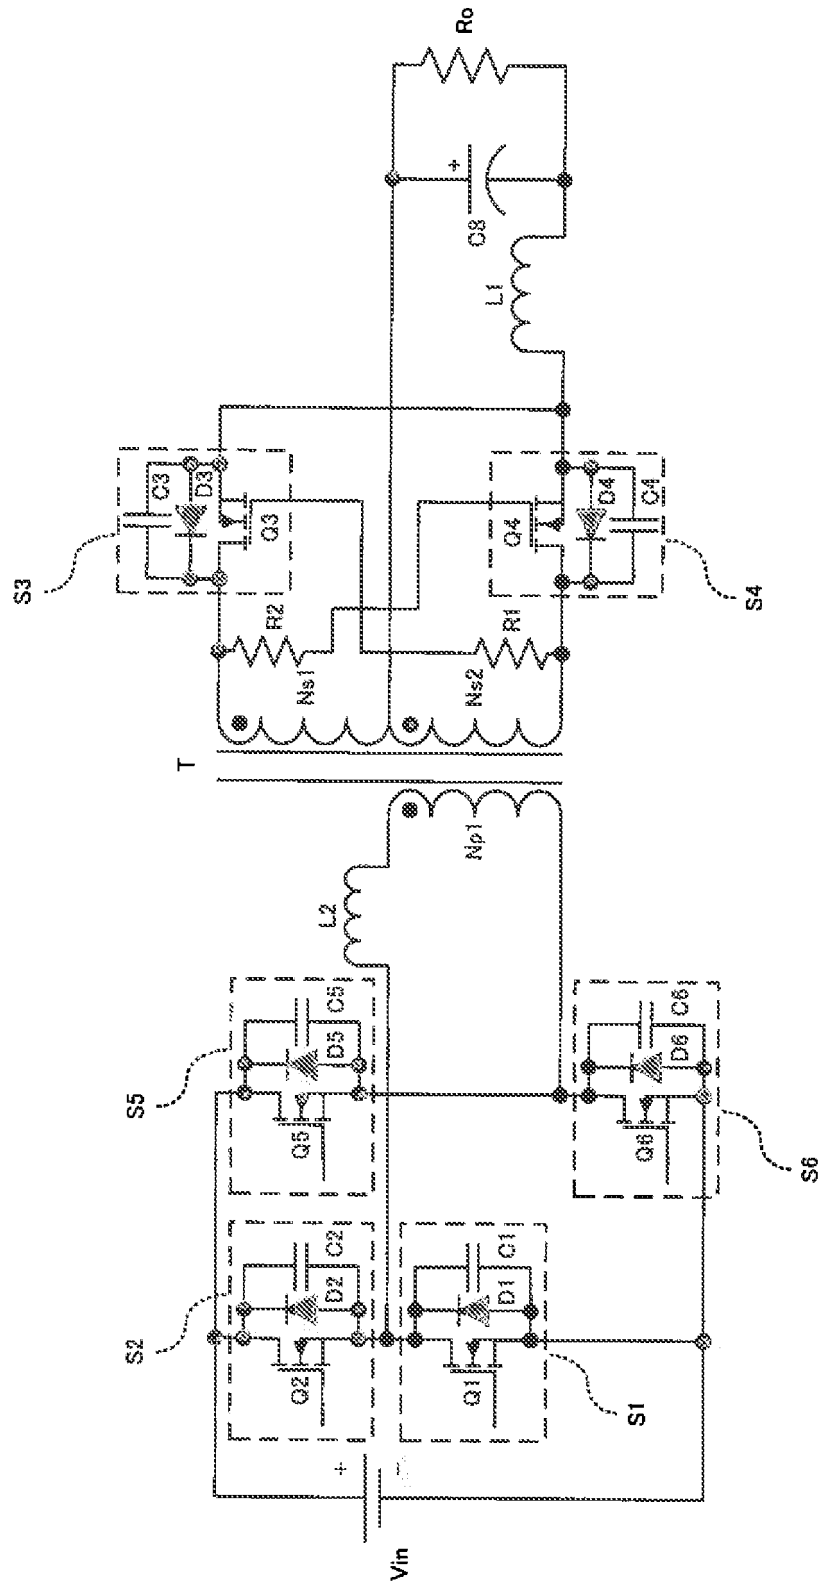 Ro
+
C8
L1
S3
C3
D3
Q3
R2
Ns1
Q4
D4
C4
S4
R1
Ns2
T
Np1
L2
S5
C5
D5
Q5
C6
D6
Q6
S6
S2
C2
D2
Q2
C1
D1
Q1
S1
+
Vin